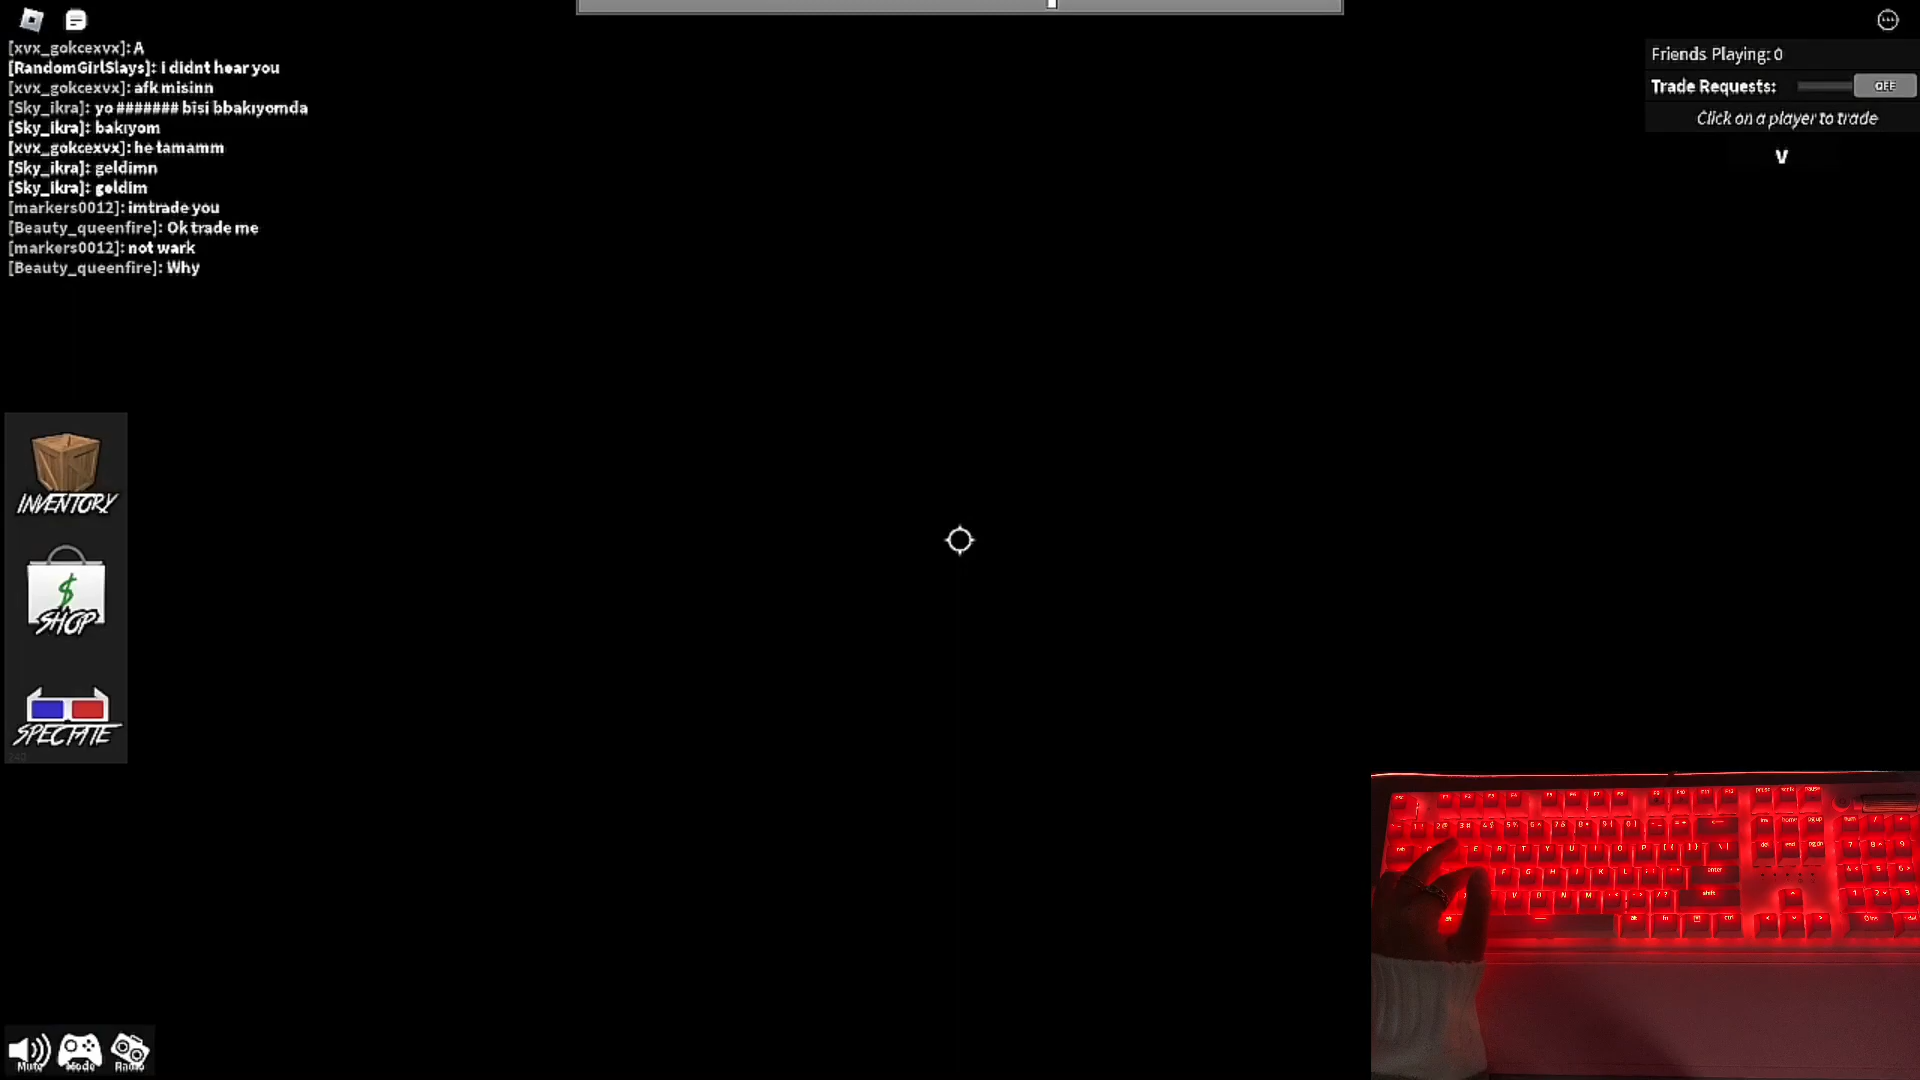 [xvx_gokcexvx]: A
[RandomGirlSlays]: i didnt hear you
[xvx_gokcexvx]: afk misinn
[Sky_ikra]: yo ####### bisi bbakıyomda
[Sky_ikra]: bakıyom
[xvx_gokcexvx]: he tamamm
[Sky_ikra]: geldimn
[Sky_ikra]: geldim
[markers0012]: imtrade you
[Beauty_queenfire]: Ok trade me
[markers0012]: not wark
[Beauty_queenfire]: Why
Friends Playing: 0
Trade Requests: OFF
Click on a player to trade
V
INVENTORY
$
SHOP
SPECTATE
Mute Mode Radio